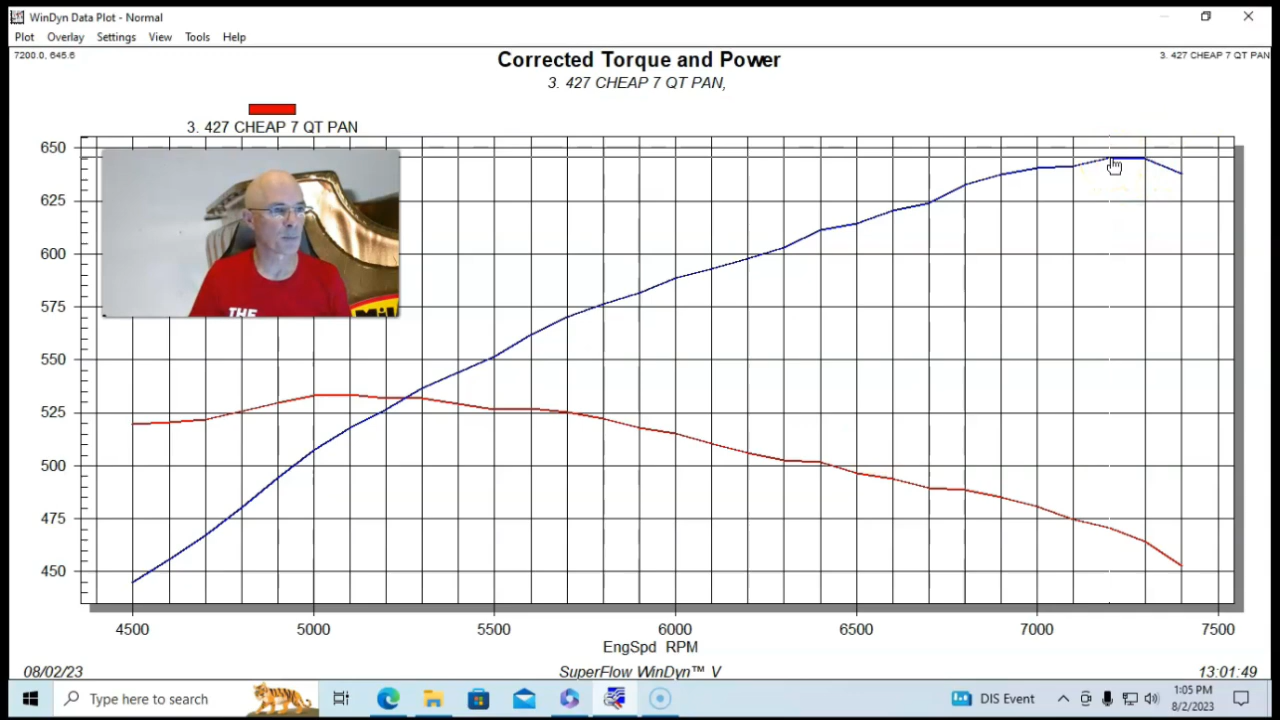 WinDyn Data Plot - Normal
Plot Overlay Settings View Tools Help
7200.0, 645.6
3. 427 CHEAP 7 QT PAN
Corrected Torque and Power
3. 427 CHEAP 7 QT PAN,
3. 427 CHEAP 7 QT PAN
650
625
600
575
550
525
500
475
450
THE
Mil
4500 5000 5500 6000 6500 7000 7500
EngSpd RPM
08/02/23
SuperFlow WinDyn™ V
13:01:49
Type here to search
DIS Event
1:05 PM
8/2/2023